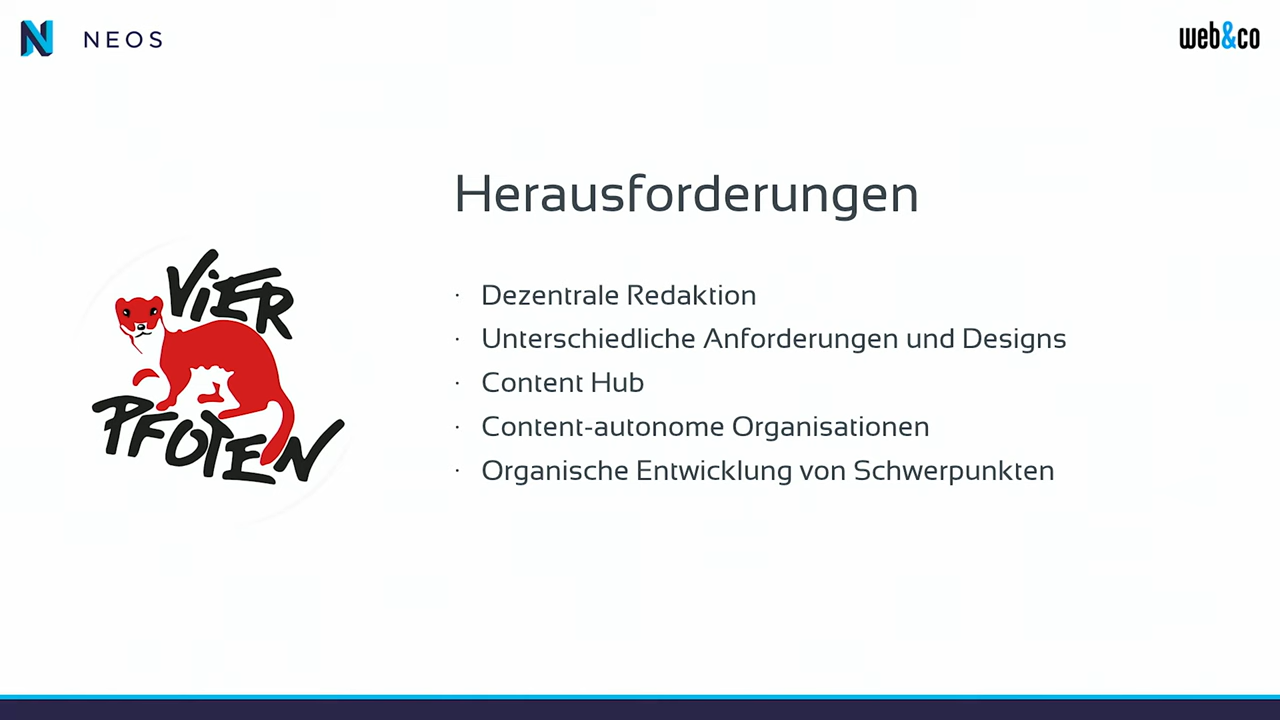 NEOS
web&co
Herausforderungen
· Dezentrale Redaktion
· Unterschiedliche Anforderungen und Designs
· Content Hub
· Content-autonome Organisationen
· Organische Entwicklung von Schwerpunkten
ViER
PFOTEN